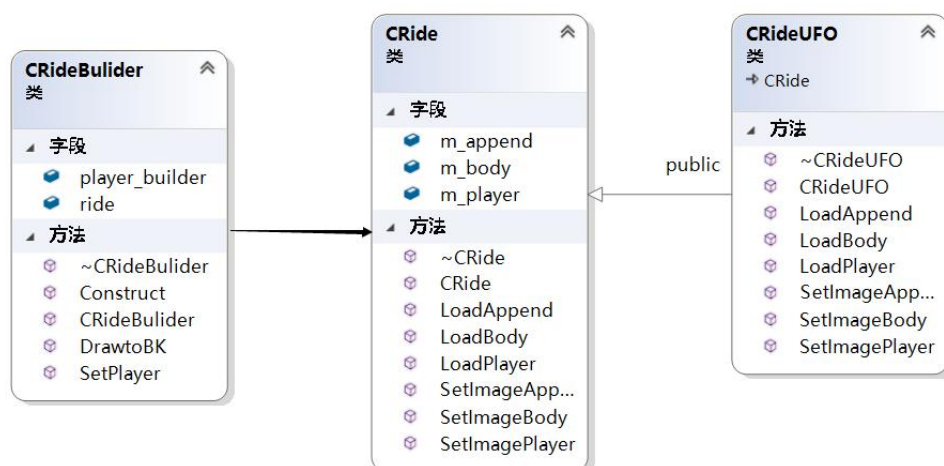 CRideBulider
类
字段
player_builder
ride
方法
~CRideBulider
Construct
CRideBulider
DrawtoBK
SetPlayer
CRide
类
字段
m_append
m_body
m_player
方法
~CRide
CRide
LoadAppend
LoadBody
LoadPlayer
SetImageApp...
SetImageBody
SetImagePlayer
public
CRideUFO
类
CRide
方法
~CRideUFO
CRideUFO
LoadAppend
LoadBody
LoadPlayer
SetImageApp...
SetImageBody
SetImagePlayer